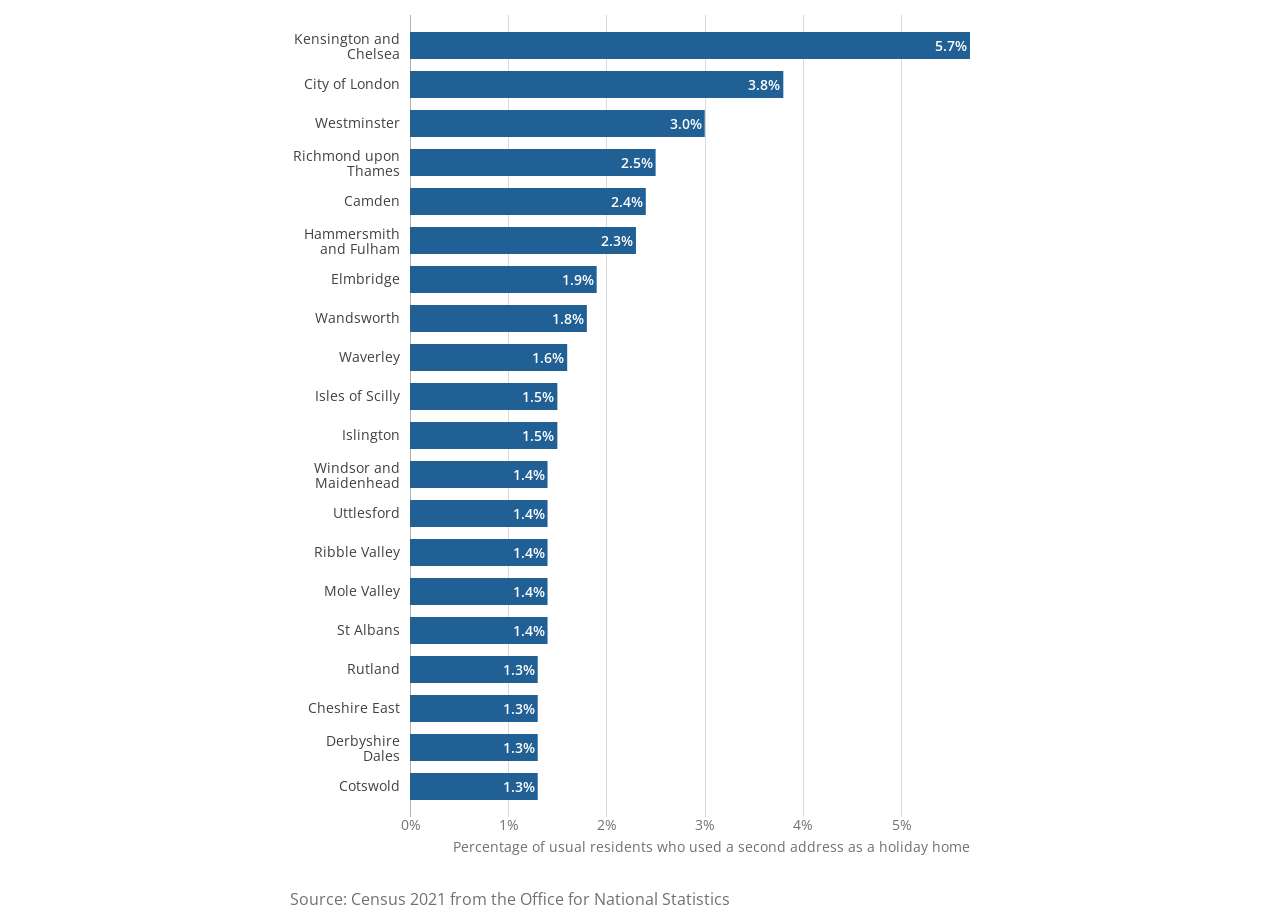 Kensington and
Chelsea
5.7%
City of London
3.8%
Westminster
3.0%
Richmond upon
Thames
2.5%
Camden
2.4%
Hammersmith
and Fulham
2.3%
Elmbridge
1.9%
Wandsworth
1.8%
Waverley
1.6%
Isles of Scilly
1.5%
Islington
1.5%
Windsor and
Maidenhead
1.4%
Uttlesford
1.4%
Ribble Valley
1.4%
Mole Valley
1.4%
St Albans
1.4%
Rutland
1.3%
Cheshire East
1.3%
Derbyshire
Dales
1.3%
Cotswold
1.3%
0% 1% 2% 3% 4% 5%
Percentage of usual residents who used a second address as a holiday home
Source: Census 2021 from the Office for National Statistics